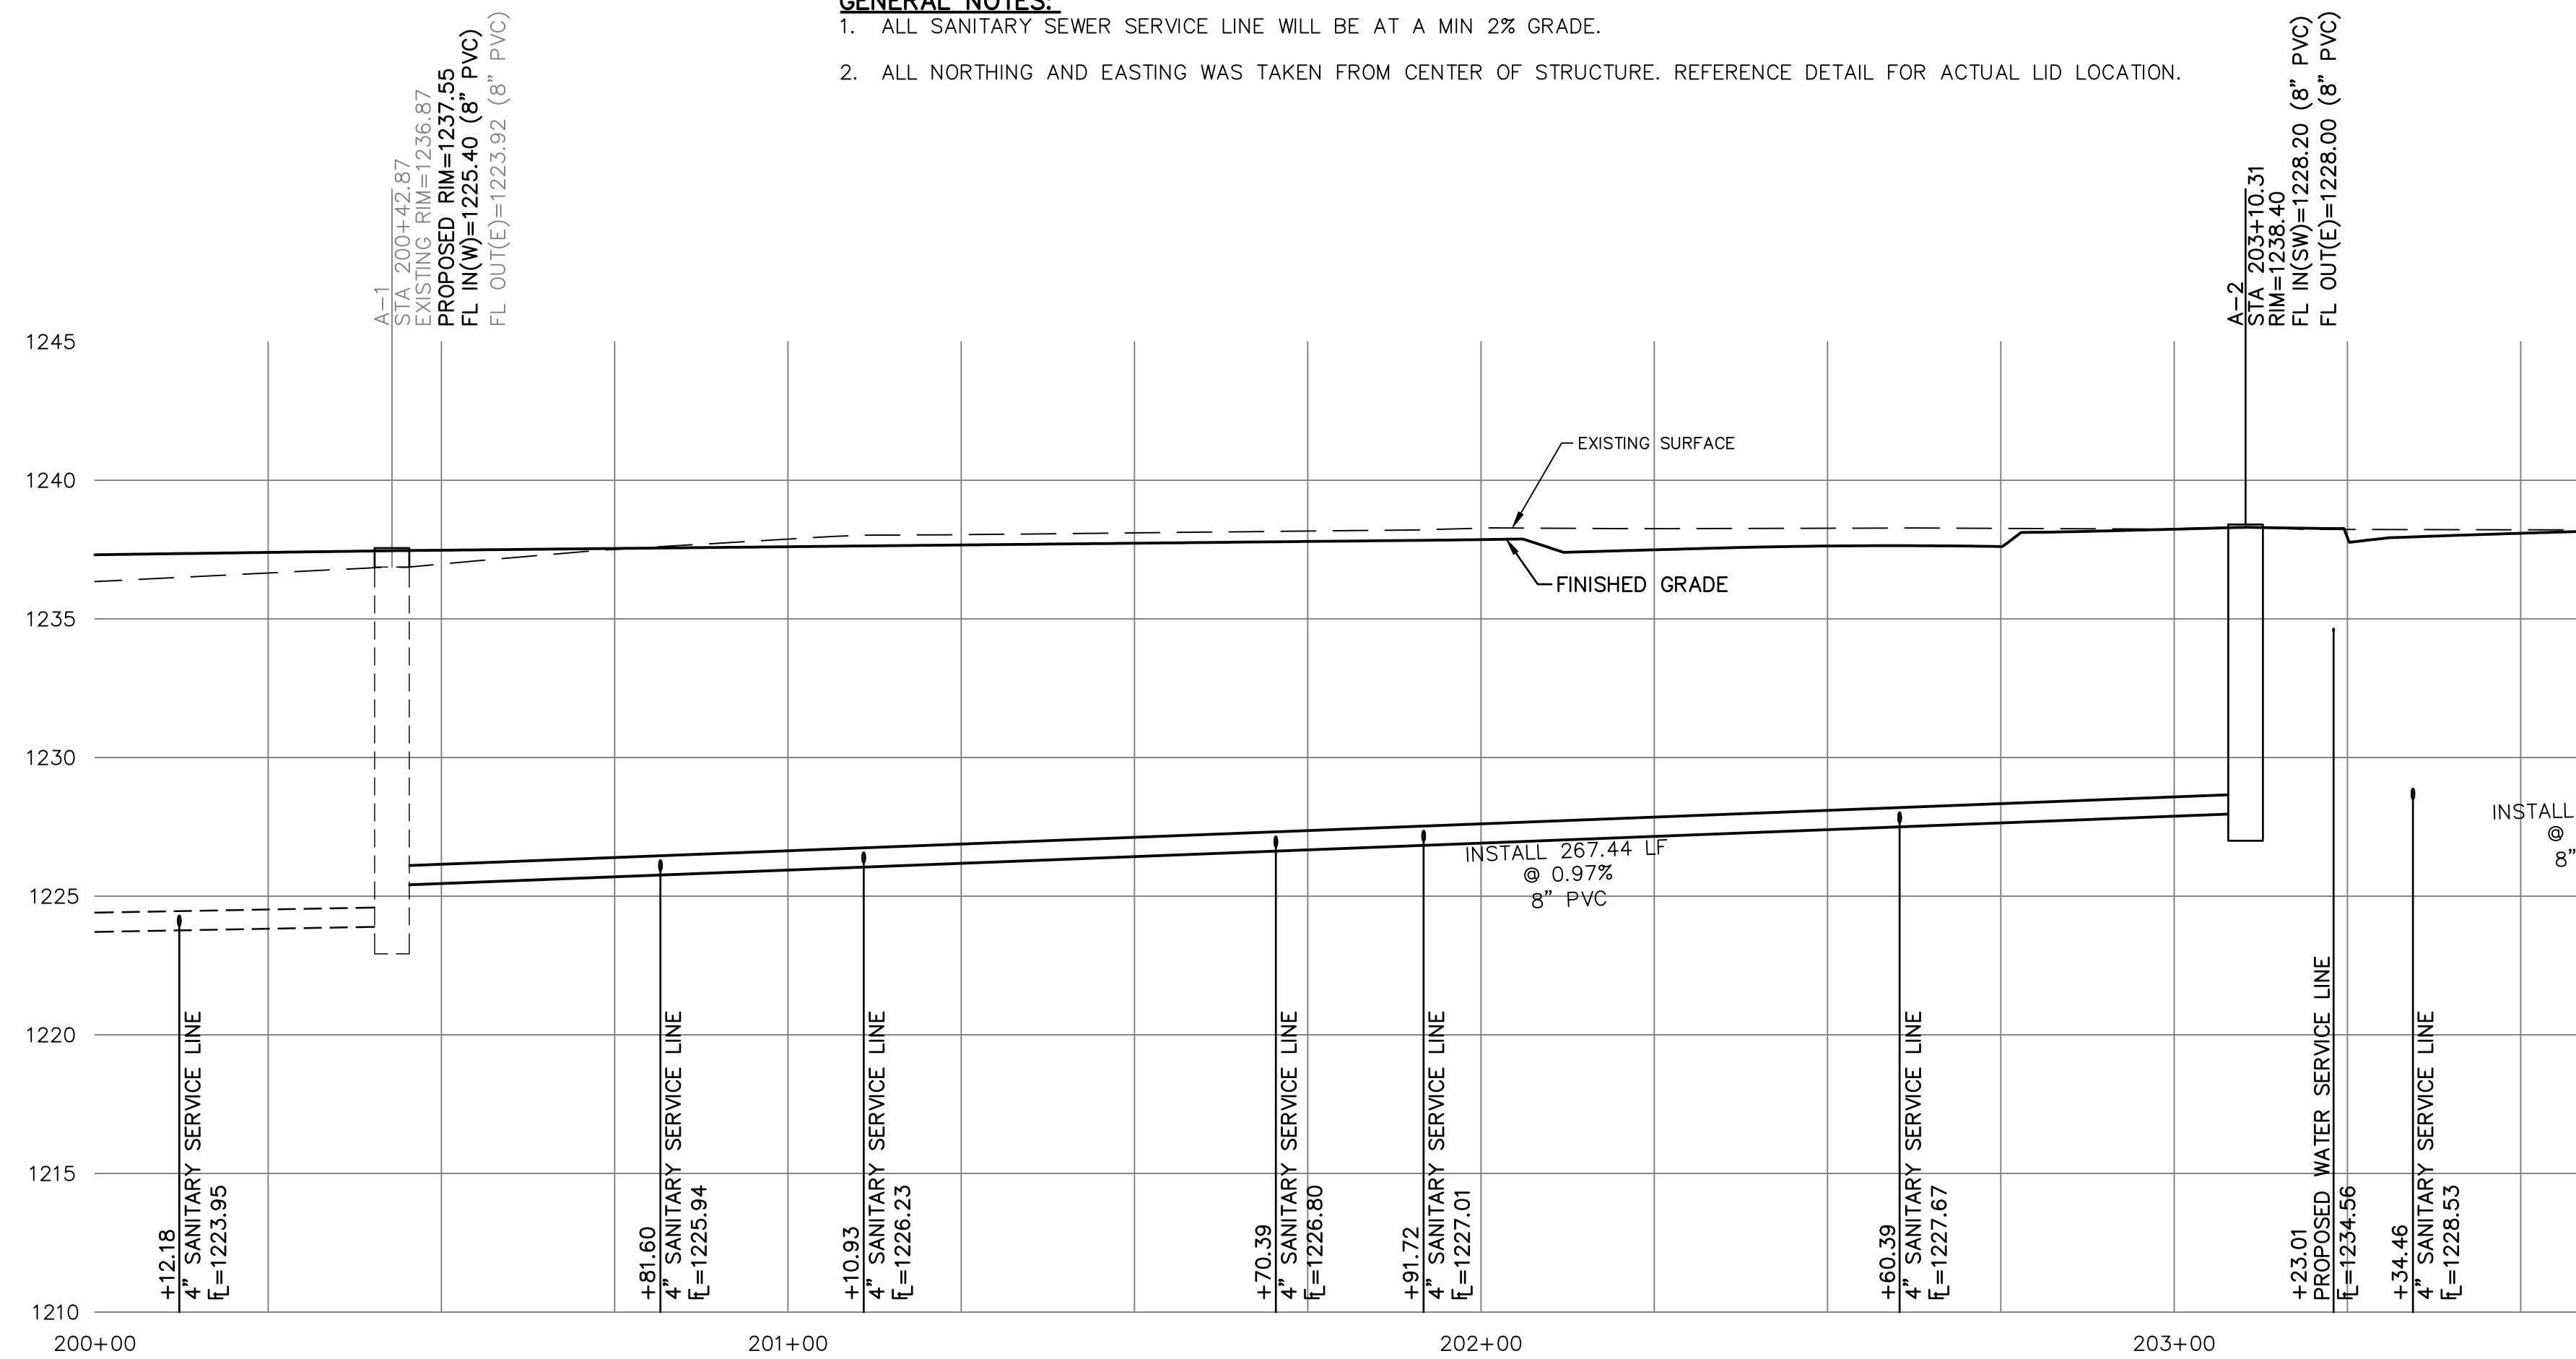 GENERAL NOTES:
1. ALL SANITARY SEWER SERVICE LINE WILL BE AT A MIN 2% GRADE.
2. ALL NORTHING AND EASTING WAS TAKEN FROM CENTER OF STRUCTURE. REFERENCE DETAIL FOR ACTUAL LID LOCATION.
A-1
STA 200+42.87
EXISTING RIM=1236.87
PROPOSED RIM=1237.55
FL IN(W)=1225.40 (8" PVC)
FL OUT(E)=1223.92 (8" PVC)
A-2
STA 203+10.31
RIM=1238.40
FL IN(SW)=1228.20 (8" PVC)
FL OUT(E)=1228.00 (8" PVC)
1245
1240
1235
1230
1225
1220
1215
1210
EXISTING SURFACE
FINISHED GRADE
INSTALL 267.44 LF
@ 0.97%
8" PVC
INSTALL
@
8"
+12.18
4" SANITARY SERVICE LINE
FL=1223.95
+81.60
4" SANITARY SERVICE LINE
FL=1225.94
+10.93
4" SANITARY SERVICE LINE
FL=1226.23
+70.39
4" SANITARY SERVICE LINE
FL=1226.80
+91.72
4" SANITARY SERVICE LINE
FL=1227.01
+60.39
4" SANITARY SERVICE LINE
FL=1227.67
+23.01
PROPOSED WATER SERVICE LINE
FL=1234.56
+34.46
4" SANITARY SERVICE LINE
FL=1228.53
200+00
201+00
202+00
203+00